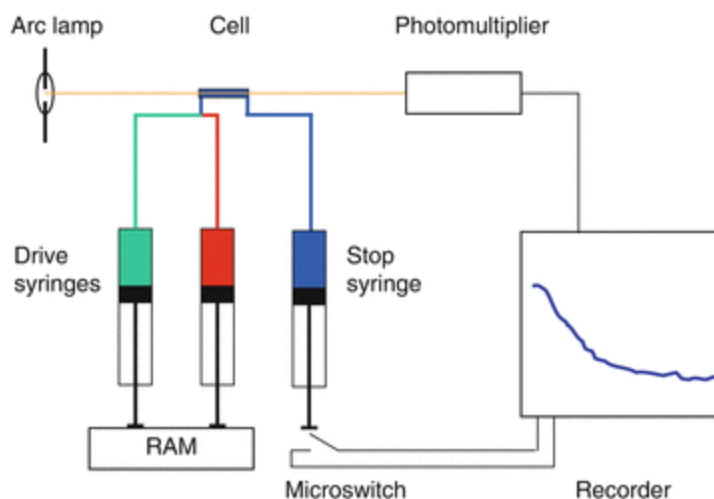 Arc lamp
Cell
Photomultiplier
Drive
syringes
Stop
syringe
RAM
Microswitch
Recorder